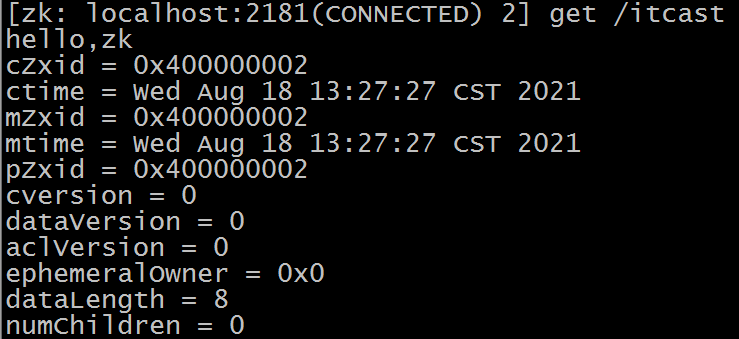 [zk: localhost:2181(CONNECTED) 2] get /itcast
hello,zk
cZxid = 0x400000002
ctime = Wed Aug 18 13:27:27 CST 2021
mZxid = 0x400000002
mtime = Wed Aug 18 13:27:27 CST 2021
pZxid = 0x400000002
cversion = 0
dataVersion = 0
aclVersion = 0
ephemeralOwner = 0x0
dataLength = 8
numChildren = 0